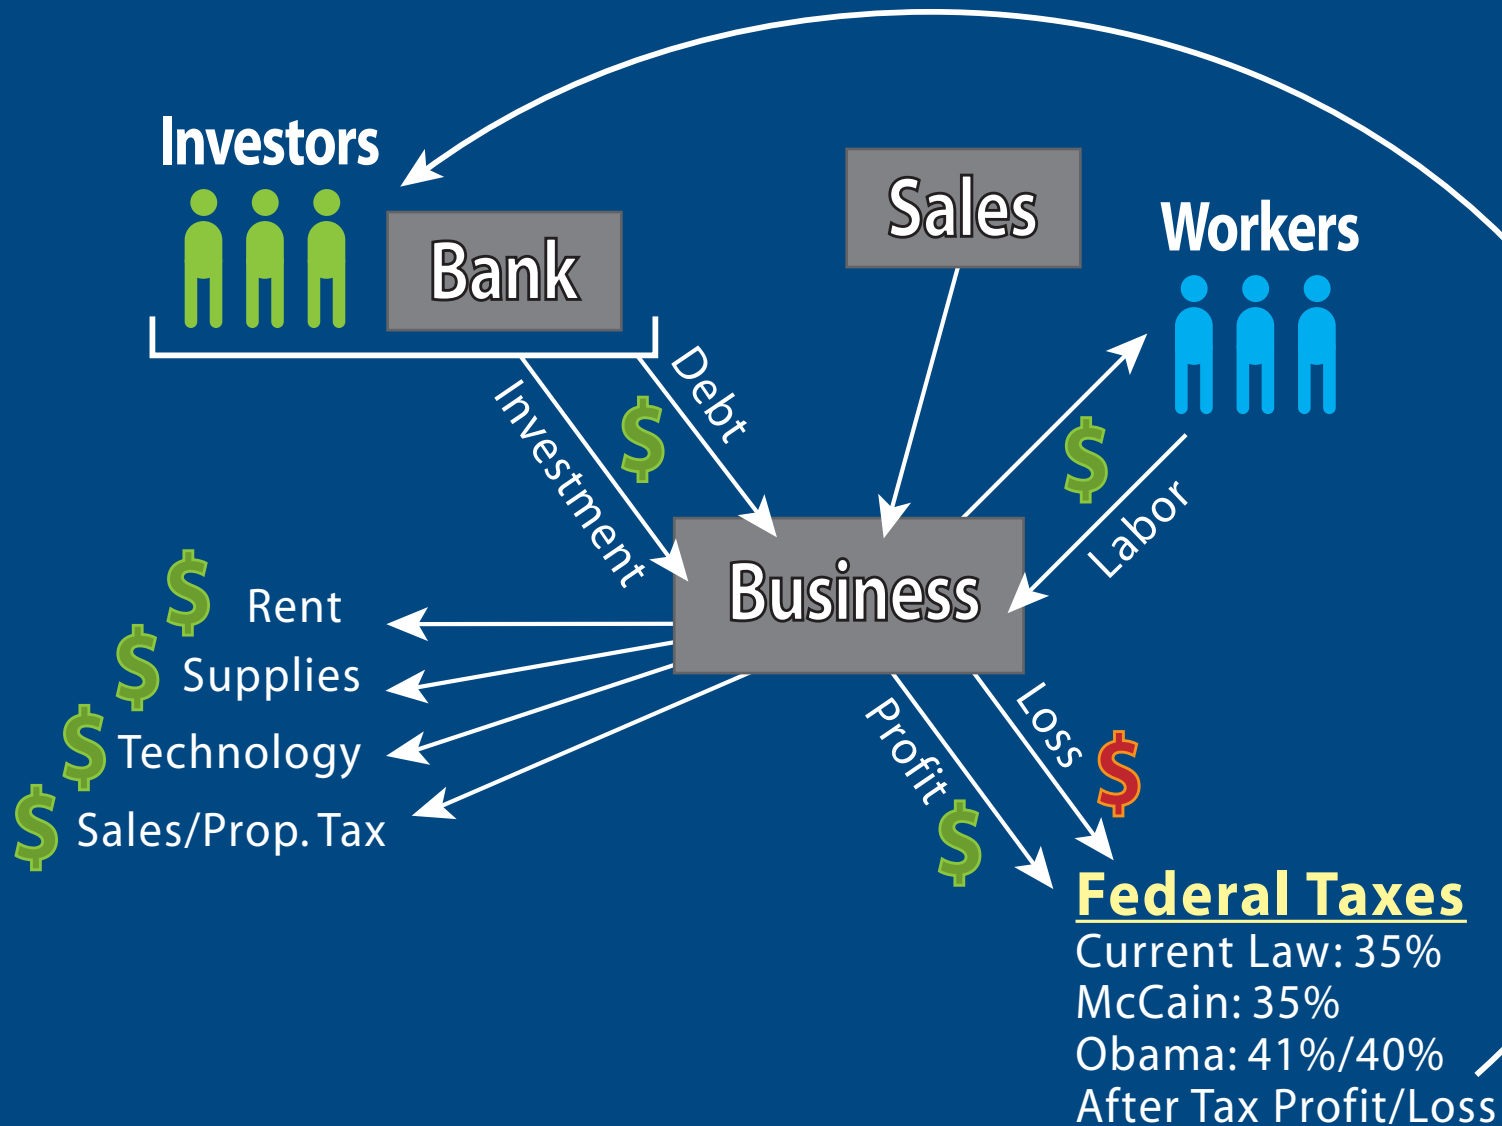 Investors
Bank
Sales
Workers
Investment
$
Debt
$
Labor
Business
$ Rent
$ Supplies
$ Technology
$ Sales/Prop. Tax
Profit
$
Loss
$
Federal Taxes
Current Law: 35%
McCain: 35%
Obama: 41%/40%
After Tax Profit/Loss